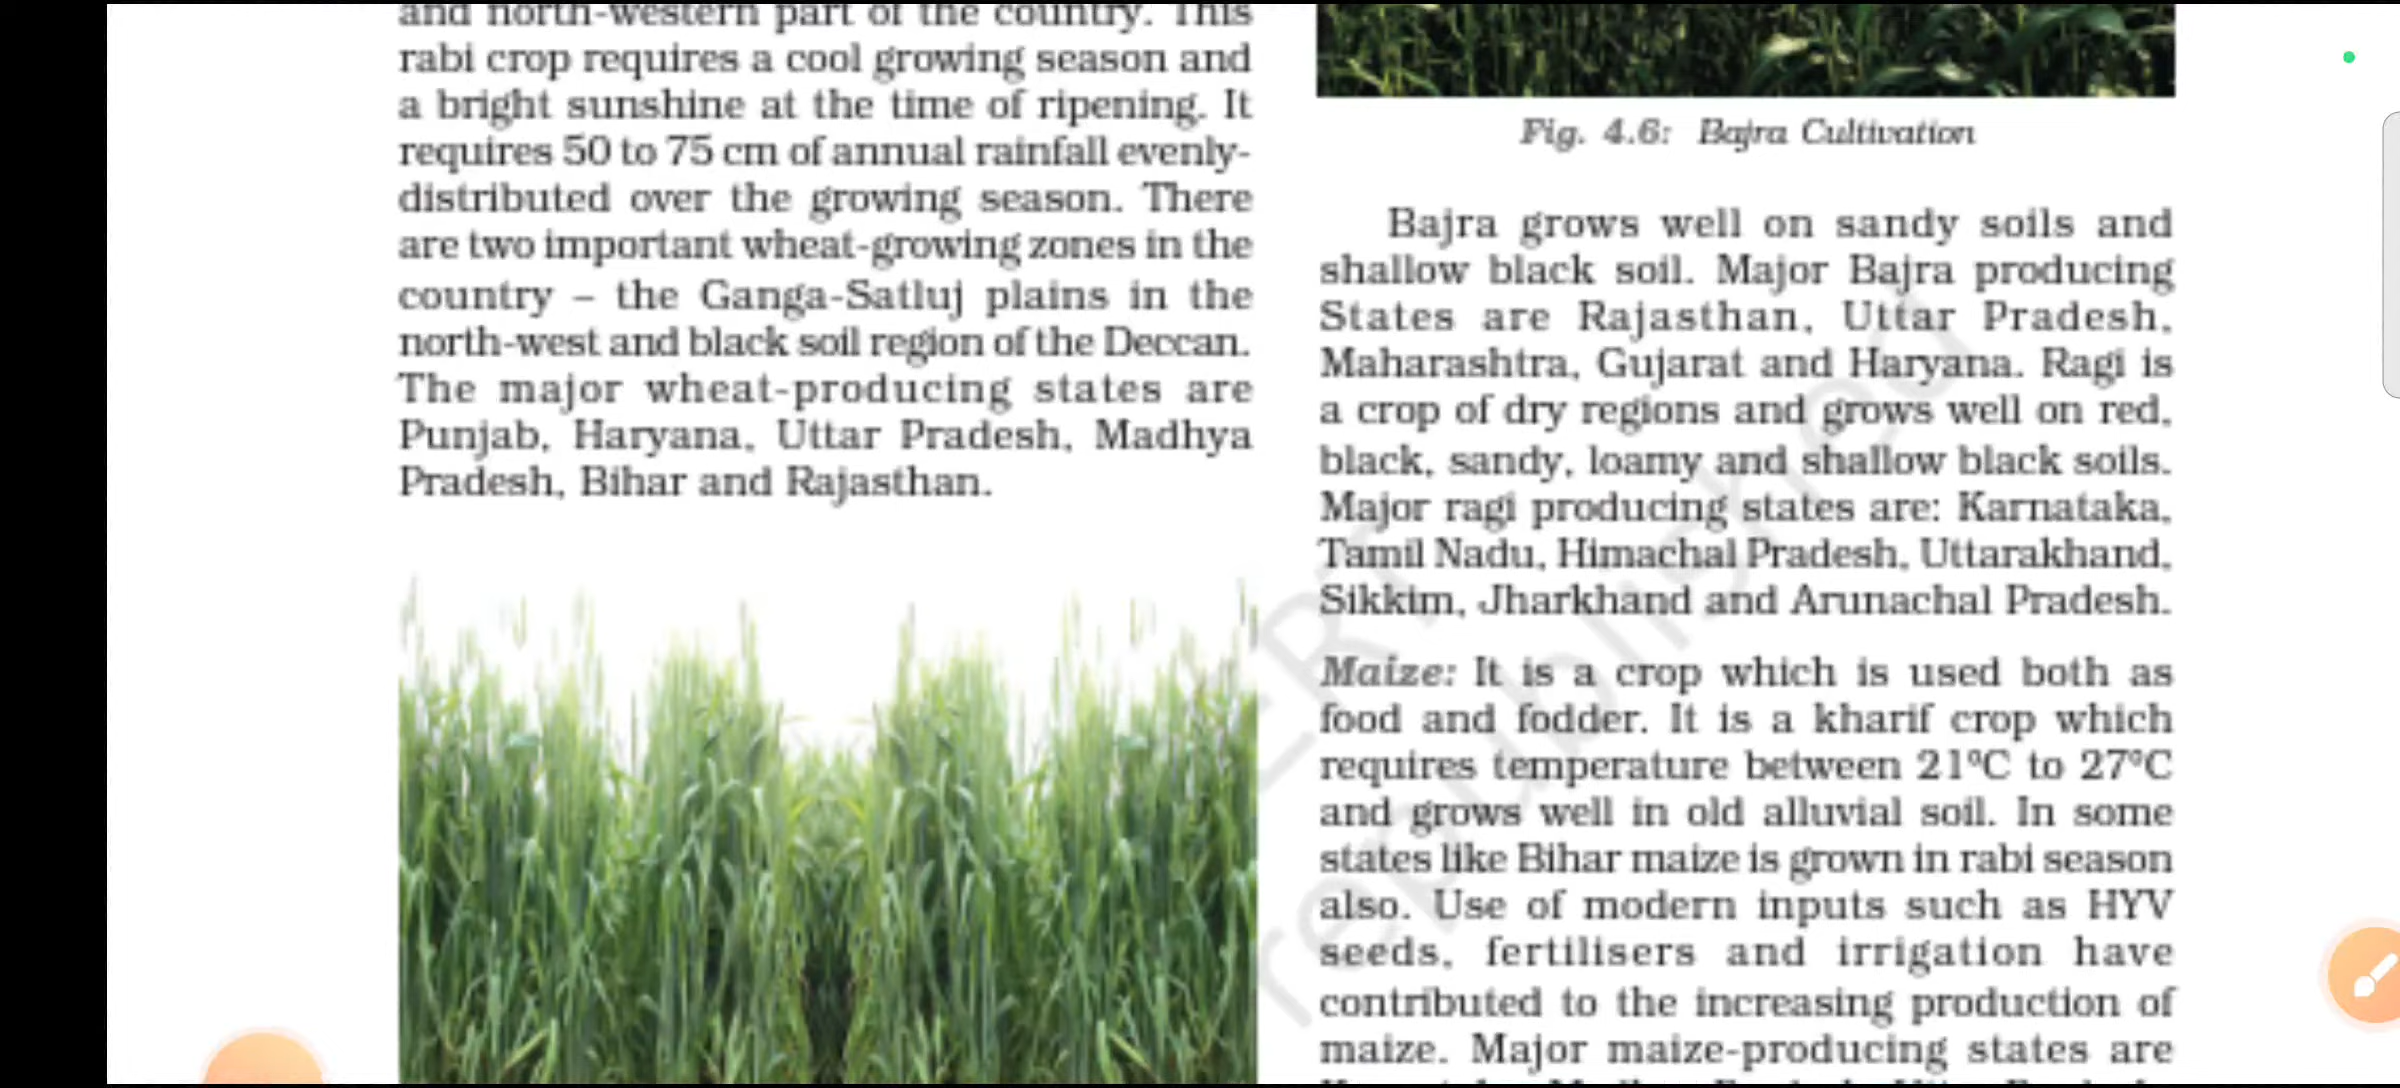 and north-western part of the country. This
rabi crop requires a cool growing season and
a bright sunshine at the time of ripening. It
requires 50 to 75 cm of annual rainfall evenly-
distributed over the growing season. There
are two important wheat-growing zones in the
country – the Ganga-Satluj plains in the
north-west and black soil region of the Deccan.
The major wheat-producing states are
Punjab, Haryana, Uttar Pradesh, Madhya
Pradesh, Bihar and Rajasthan.
Fig. 4.6: Bajra Cultivation
Bajra grows well on sandy soils and
shallow black soil. Major Bajra producing
States are Rajasthan, Uttar Pradesh,
Maharashtra, Gujarat and Haryana. Ragi is
a crop of dry regions and grows well on red,
black, sandy, loamy and shallow black soils.
Major ragi producing states are: Karnataka,
Tamil Nadu, Himachal Pradesh, Uttarakhand,
Sikkim, Jharkhand and Arunachal Pradesh.
Maize: It is a crop which is used both as
food and fodder. It is a kharif crop which
requires temperature between 21°C to 27°C
and grows well in old alluvial soil. In some
states like Bihar maize is grown in rabi season
also. Use of modern inputs such as HYV
seeds, fertilisers and irrigation have
contributed to the increasing production of
maize. Major maize-producing states are
republished